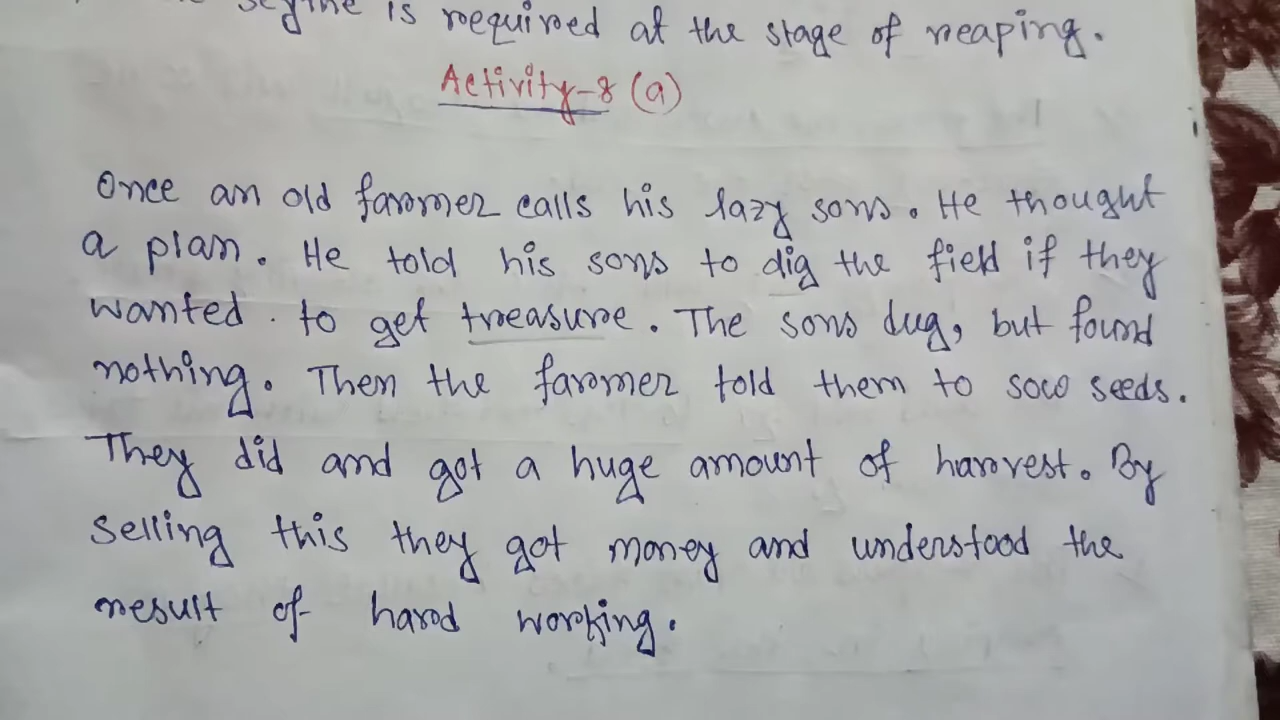 scythe is required at the stage of reaping.
Activity-8 (a)
Once an old farmer calls his lazy sons. He thought
a plan. He told his sons to dig the field if they
wanted to get treasure. The sons dug, but found
nothing. Then the farmer told them to sow seeds.
They did and got a huge amount of harvest. By
selling this they got money and understood the
result of hard working.